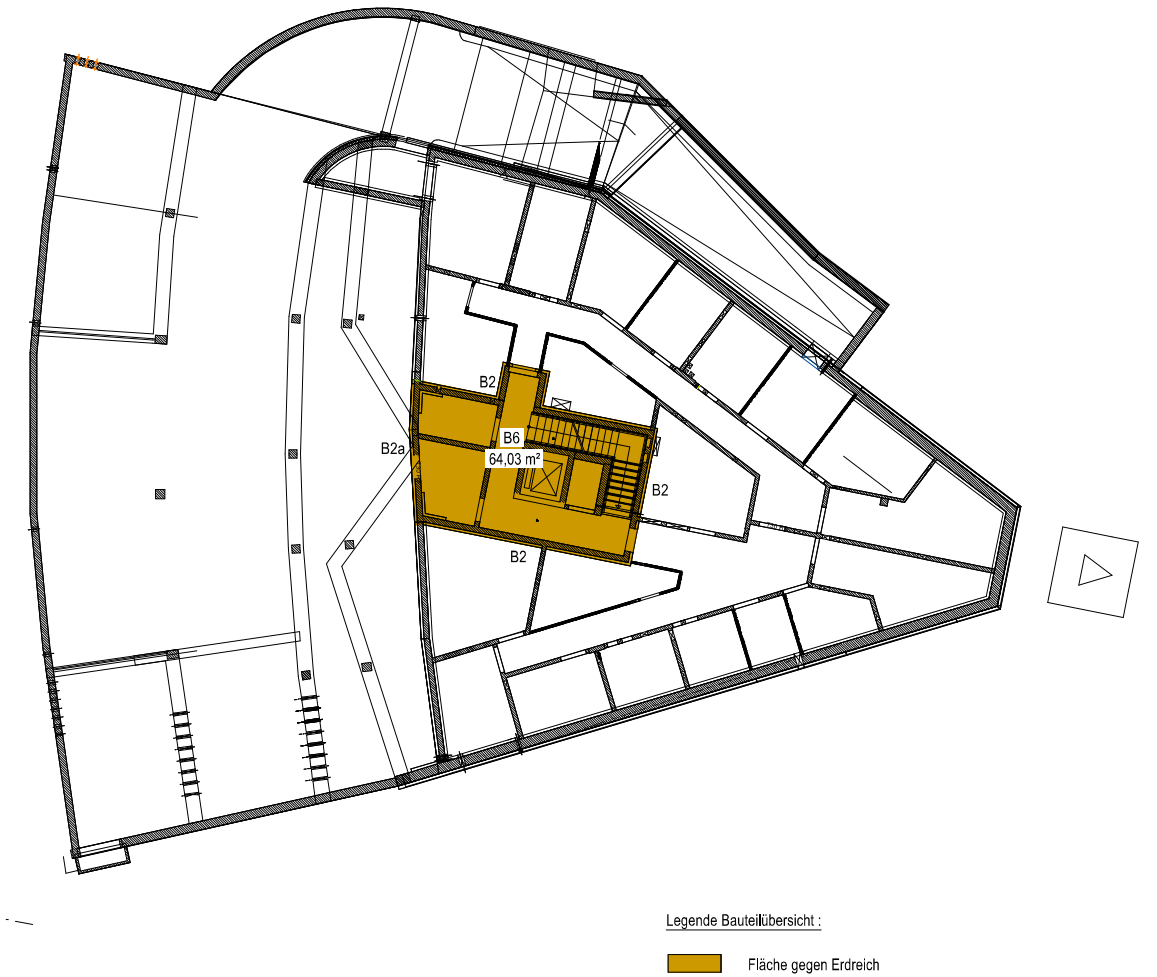 B2
B2a
B6
64,03 m²
B2
B2
Legende Bauteilübersicht :
Fläche gegen Erdreich